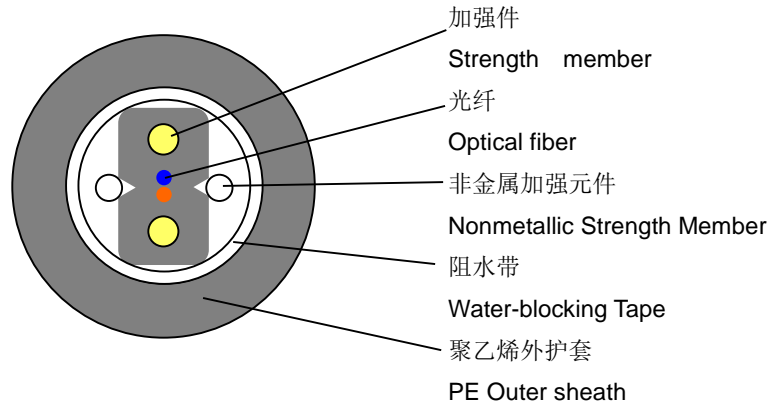 加强件
Strength member
光纤
Optical fiber
非金属加强元件
Nonmetallic Strength Member
阻水带
Water-blocking Tape
聚乙烯外护套
PE Outer sheath